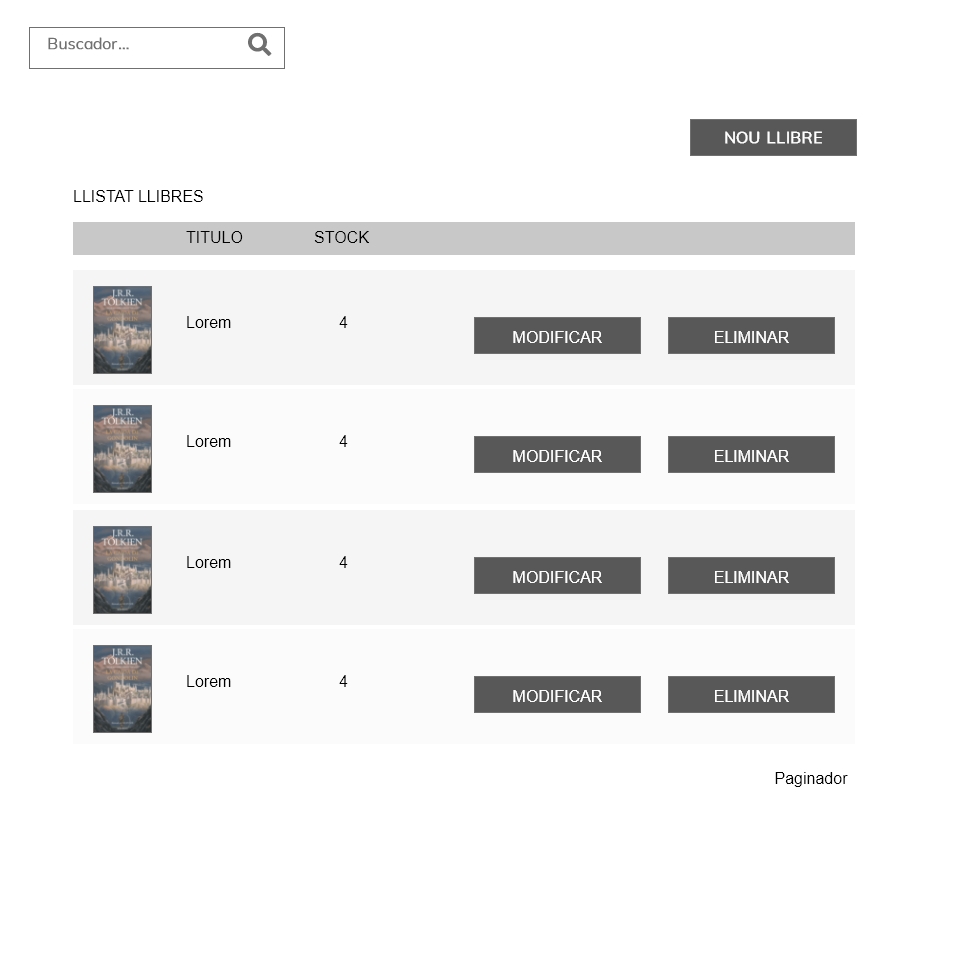 Buscador...
NOU LLIBRE
LLISTAT LLIBRES
TITULO STOCK
J.R.R.
TOLKIEN
Lorem 4 MODIFICAR ELIMINAR
J.R.R.
TOLKIEN
Lorem 4 MODIFICAR ELIMINAR
J.R.R.
TOLKIEN
Lorem 4 MODIFICAR ELIMINAR
J.R.R.
TOLKIEN
Lorem 4 MODIFICAR ELIMINAR
Paginador